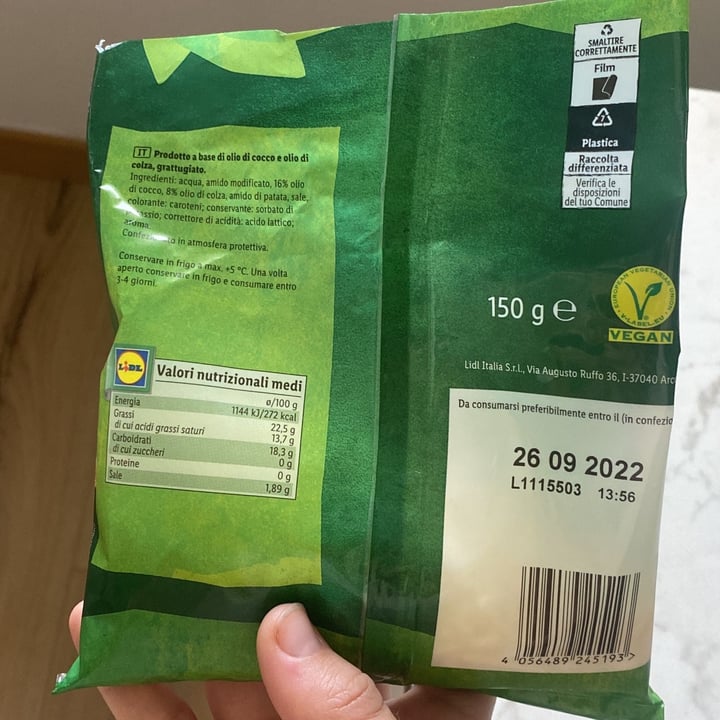 IT Prodotto a base di olio di cocco e olio di
colza, grattugiato.
Ingredienti: acqua, amido modificato, 16% olio
di cocco, 8% olio di colza, amido di patata, sale,
colorante: caroteni; conservante: sorbato di
potassio; correttore di acidità: acido lattico;
aroma.
in atmosfera protettiva.
Conservare in frigo a max. +5 °C. Una volta
aperto conservare in frigo e consumare entro
3-4 giorni.
LIDL
Valori nutrizionali medi
ø/100 g
Energia 1144 kJ/272 kcal
Grassi 22,5 g
di cui acidi grassi saturi 13,7 g
Carboidrati 18,3 g
di cui zuccheri 0 g
Proteine 0 g
Sale 1,89 g
SMALTIRE
CORRETTAMENTE
Film
7
Plastica
Raccolta
differenziata
Verifica le
disposizioni
del tuo Comune
150 g e
EUROPEAN VEGETARIAN UNION
V-LABEL.EU
VEGAN
Lidl Italia S.r.l., Via Augusto Ruffo 36, I-37040 Arc
Da consumarsi preferibilmente entro il (in confezio
26 09 2022
L1115503 13:56
4 056489 245193